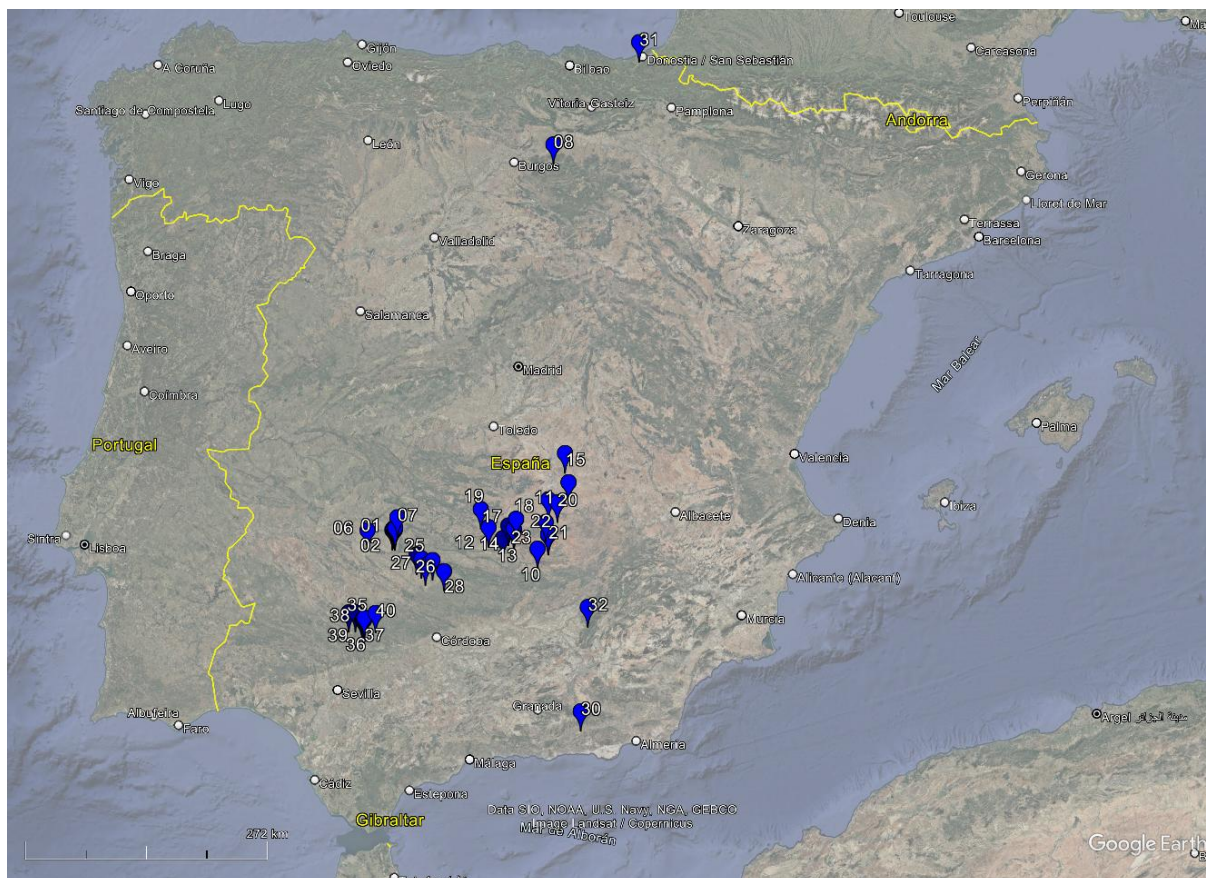 Toulouse
Gijón
31
Carcasona
A Coruña
Oviedo
Bilbao
Donostia / San Sebastián
Santiago de Compostela
Lugo
Vitoria-Gasteiz
Pamplona
Perpiñán
Andorra
León
08
Burgos
Vigo
Gerona
Lloret de Mar
Terrassa
Zaragoza
Barcelona
Valladolid
Braga
Tarragona
Oporto
Salamanca
Aveiro
Madrid
Mar Balear
Coímbra
Toledo
Palma
Portugal
España
15
Valencia
19
11
20
Ibiza
18
07
06
01
17
22
Albacete
Denia
02
12
14
23
21
Sintra
Lisboa
13
25
27
26
10
28
Alicante (Alacant)
38
35
40
32
Murcia
39
37
36
Córdoba
Sevilla
Granada
30
Albufeira
Faro
Almería
Argel مدينة الجزائر
Málaga
Cádiz
Estepona
Data SIO, NOAA, U.S. Navy, NGA, GEBCO
Image Landsat / Copernicus
Gibraltar
Mar de Alborán
272 km
Google Earth